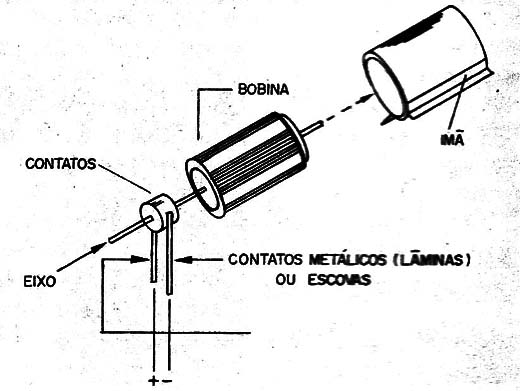 BOBINA
IMÃ
CONTATOS
CONTATOS METÁLICOS (LÂMINAS)
OU ESCOVAS
EIXO
+ -